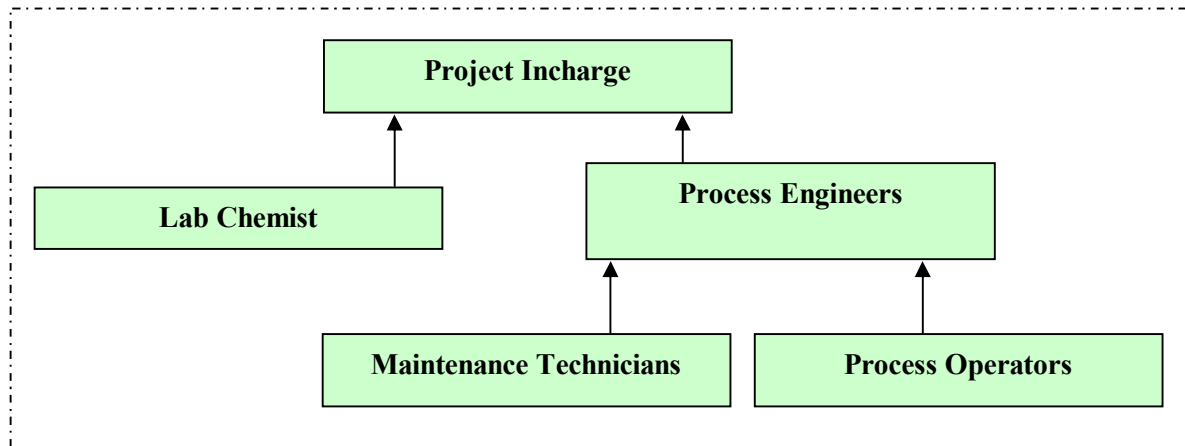 Project Incharge
Lab Chemist
Process Engineers
Maintenance Technicians
Process Operators